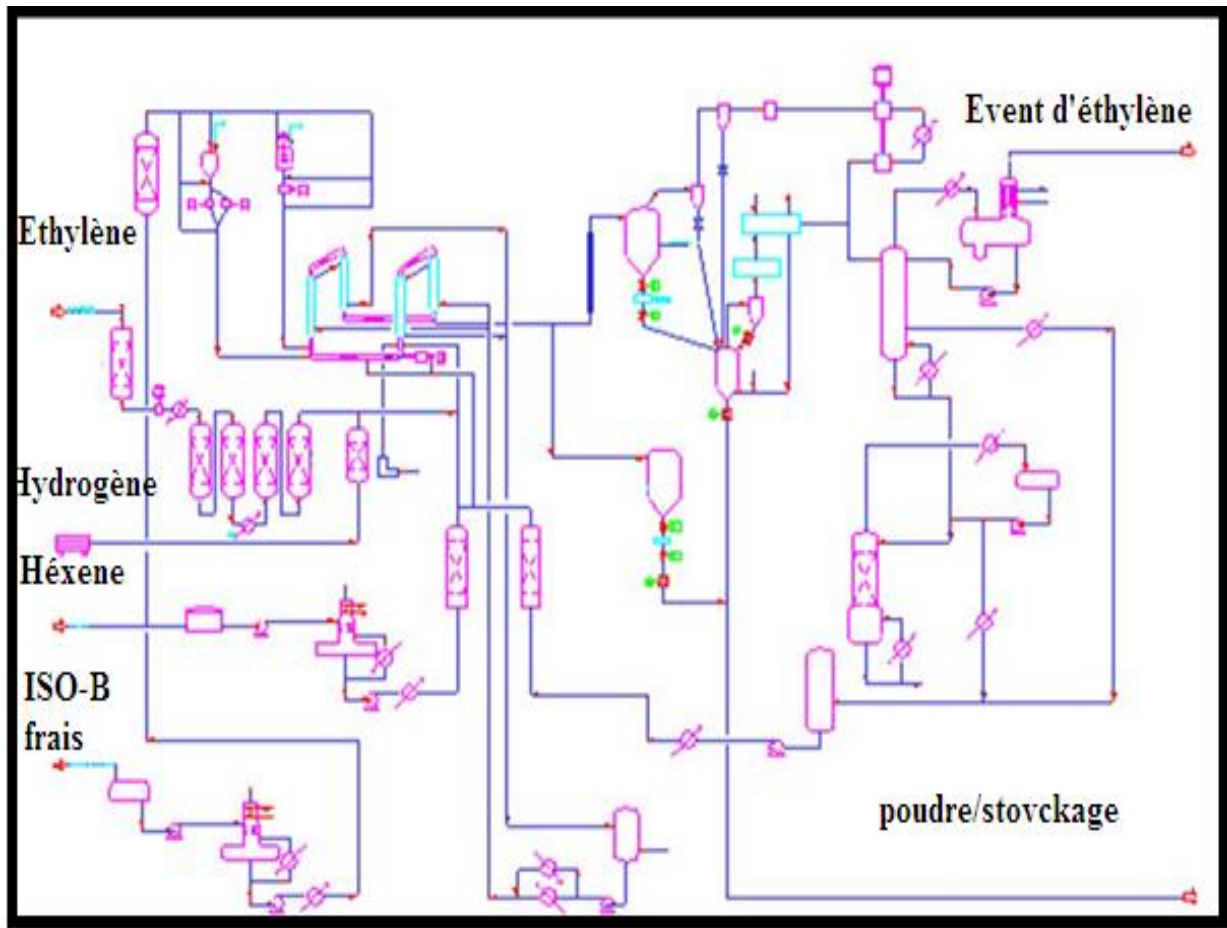 Event d'éthylène
Ethylène
Hydrogène
Héxene
ISO-B
frais
poudre/stovckage